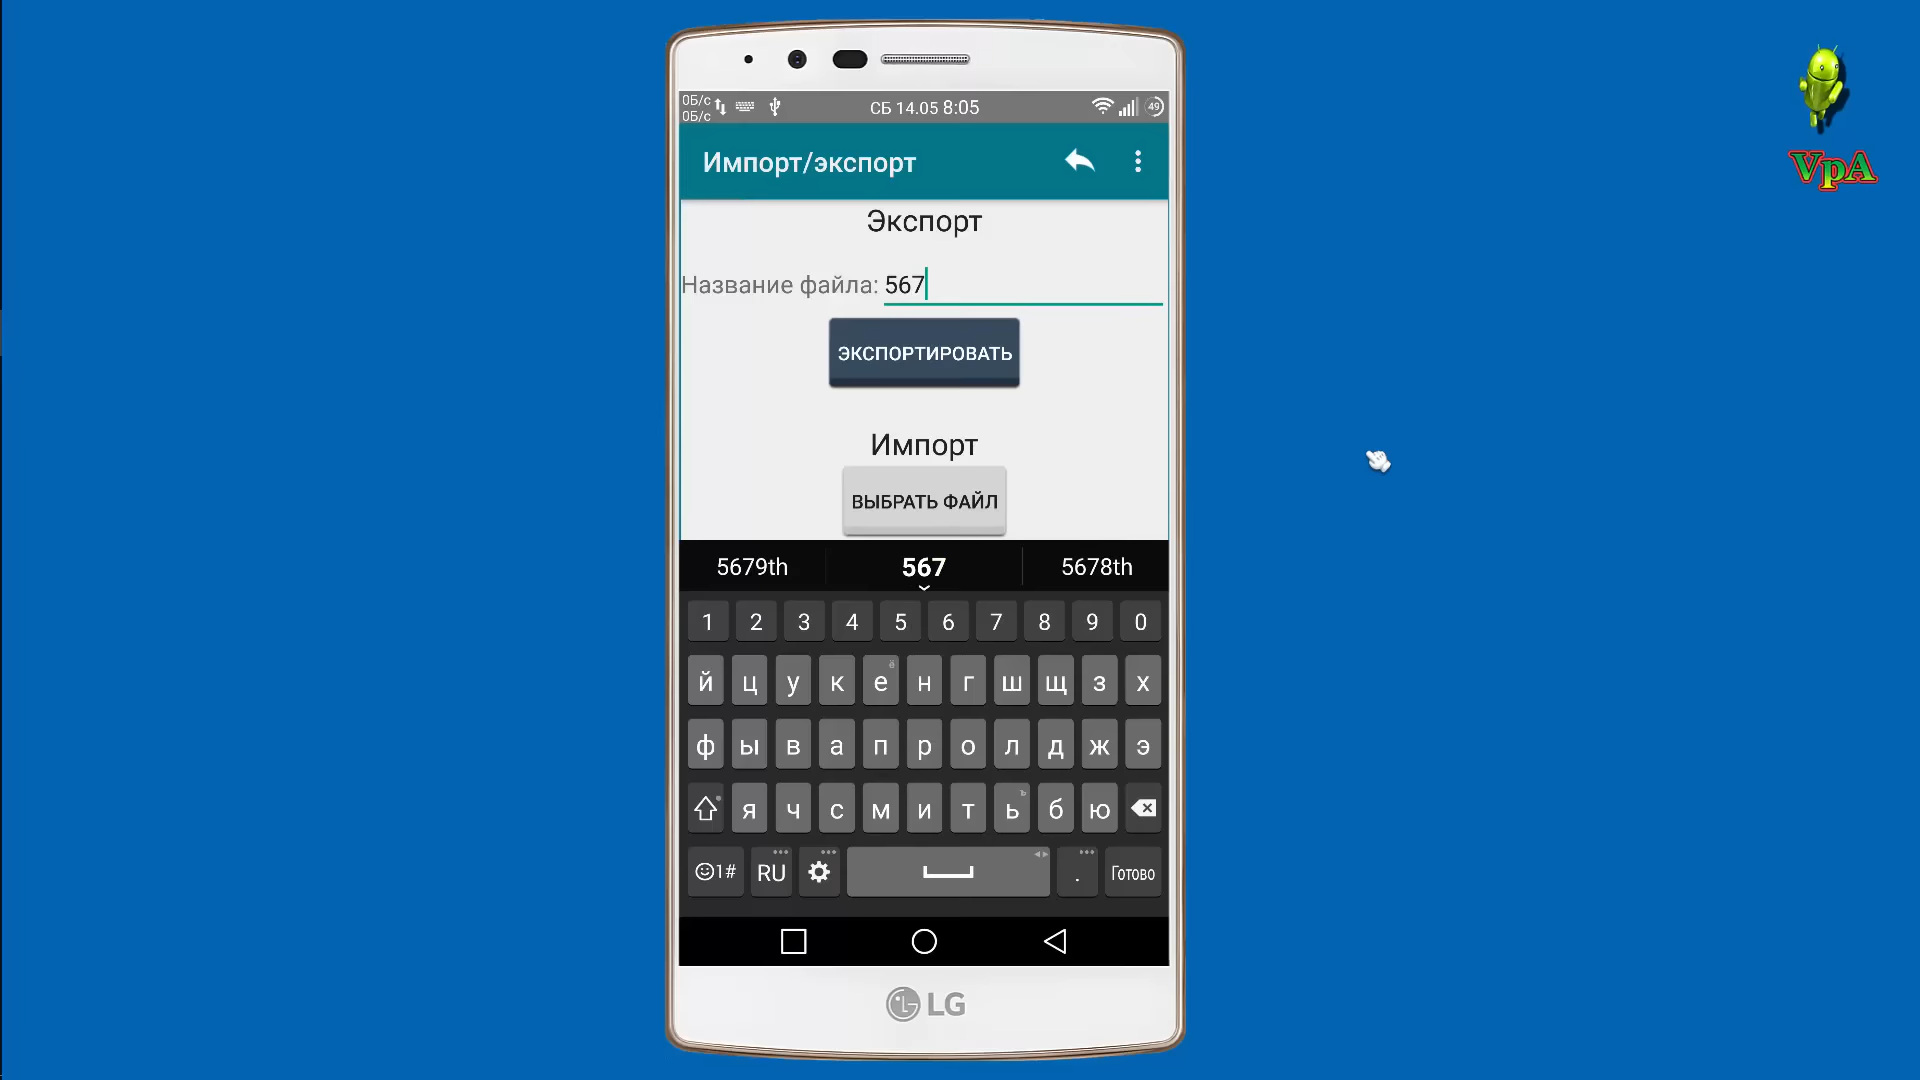 0Б/с
0Б/с
СБ 14.05 8:05
49
VpA
Импорт/экспорт
Экспорт
Название файла: 567
ЭКСПОРТИРОВАТЬ
Импорт
ВЫБРАТЬ ФАЙЛ
5679th 567 5678th
1 2 3 4 5 6 7 8 9 0
й ц у к е ё н г ш щ з х
ф ы в а п р о л д ж э
я ч с м и т ь ъ б ю
1# RU . Готово
LG